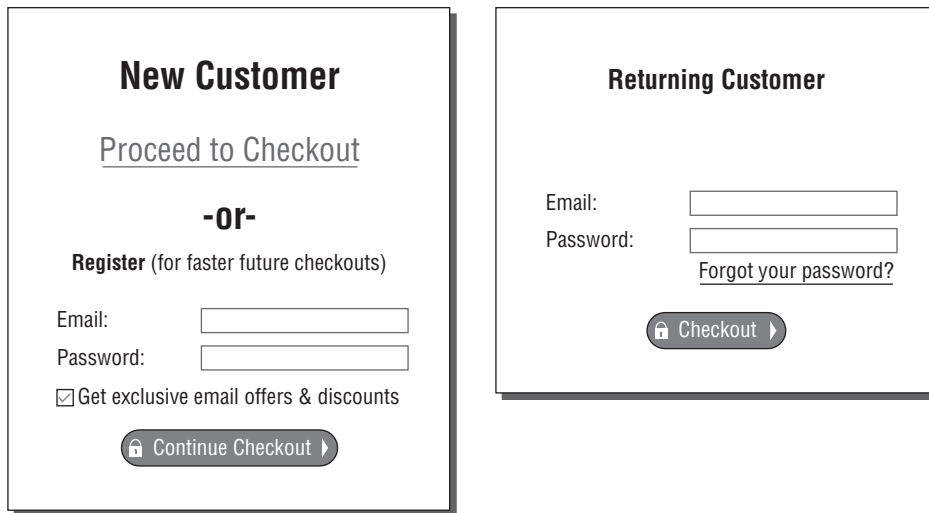 New Customer
Proceed to Checkout
-or-
Register (for faster future checkouts)
Email:
Password:
Get exclusive email offers & discounts
Continue Checkout
Returning Customer
Email:
Password:
Forgot your password?
Checkout